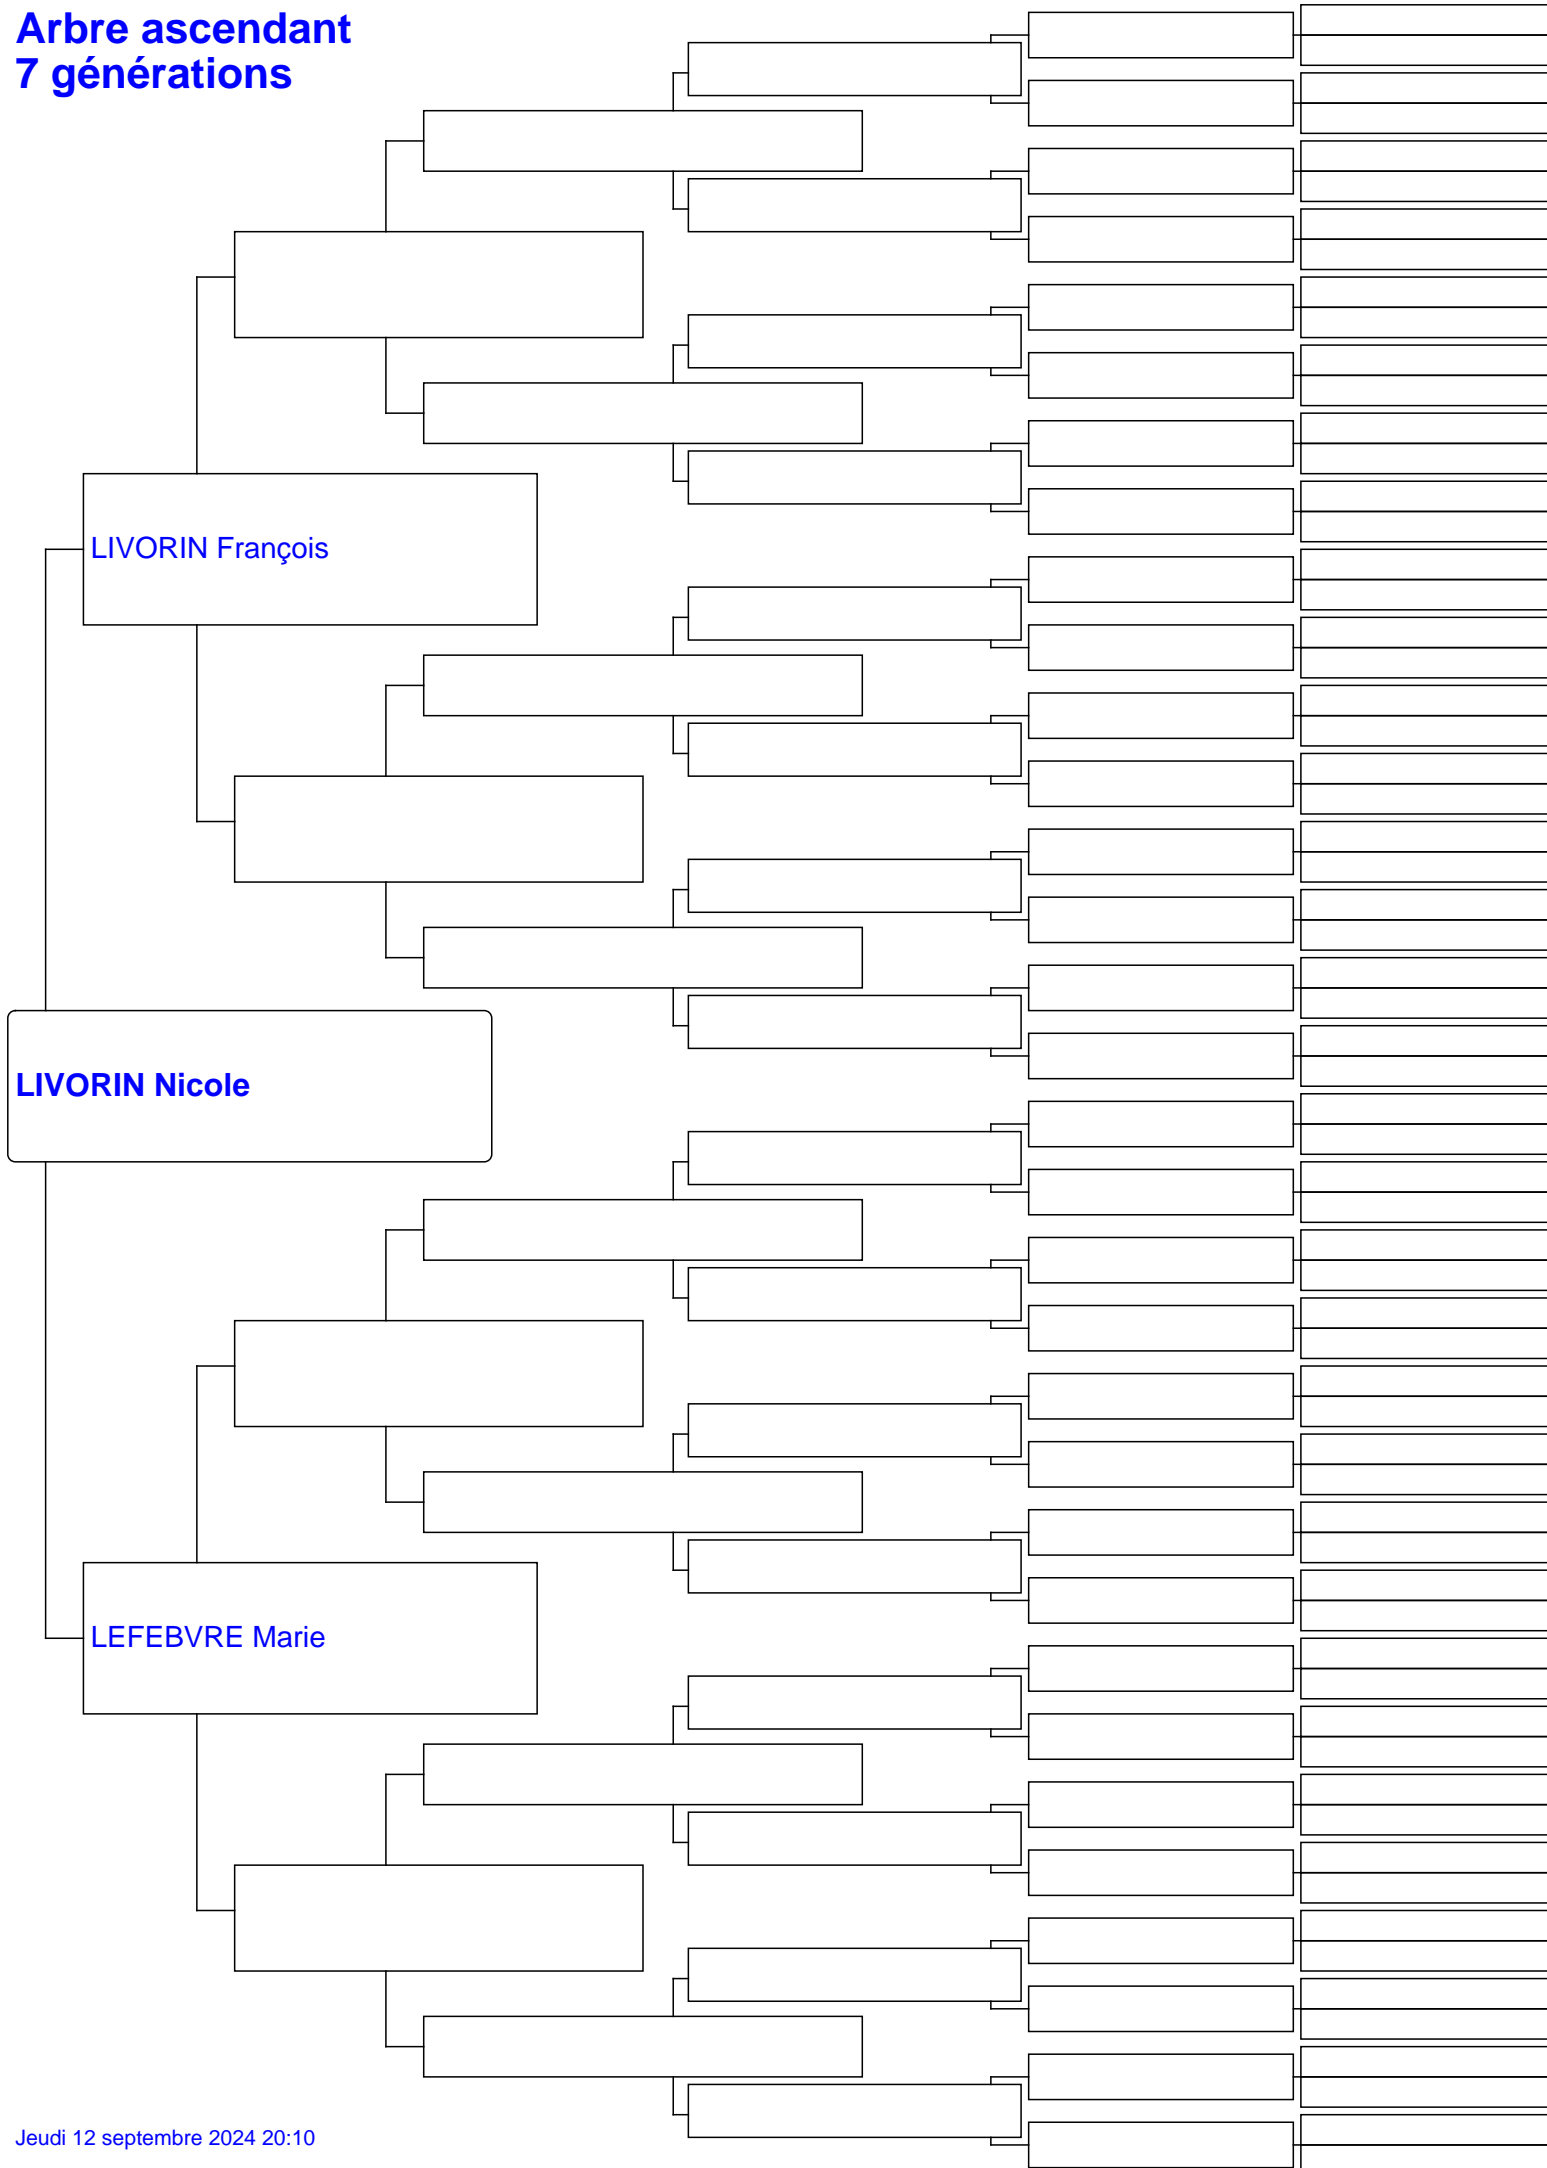 Arbre ascendant
7 générations
LIVORIN François
LIVORIN Nicole
LEFEBVRE Marie
Jeudi 12 septembre 2024 20:10